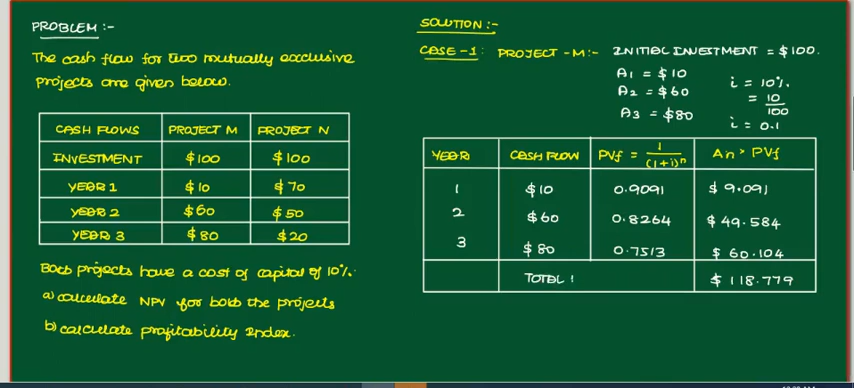 PROBLEM :-
The cash flow for two mutually exclusive
projects are given below.
CASH FLOWS PROJECT M PROJECT N
INVESTMENT $100 $100
YEAR 1 $10 $70
YEAR 2 $60 $50
YEAR 3 $80 $20
Both projects have a cost of capital of 10%.
a) calculate NPV for both the projects
b) calculate profitability Index.
SOLUTION :-
CASE-1: PROJECT -M:- INITIAL INVESTMENT = $100.
A1 = $10
A2 = $60
A3 = $80
i = 10%.
= 10/100
i = 0.1
YEAR CASH FLOW PVf = 1/(1+i)^n An × PVf
1 $10 0.9091 $9.091
2 $60 0.8264 $49.584
3 $80 0.7513 $60.104
TOTAL : $118.779